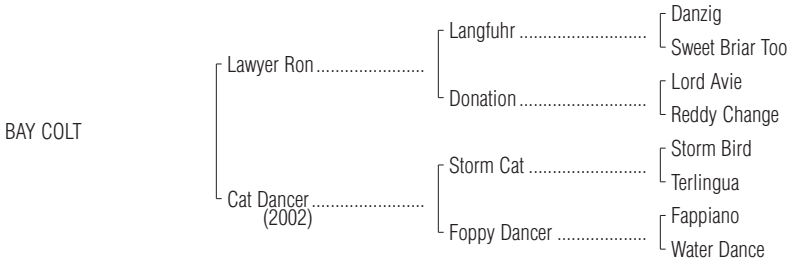 BAY COLT
Lawyer Ron
Langfuhr
Danzig
Sweet Briar Too
Donation
Lord Avie
Reddy Change
Cat Dancer
(2002)
Storm Cat
Storm Bird
Terlingua
Foppy Dancer
Fappiano
Water Dance